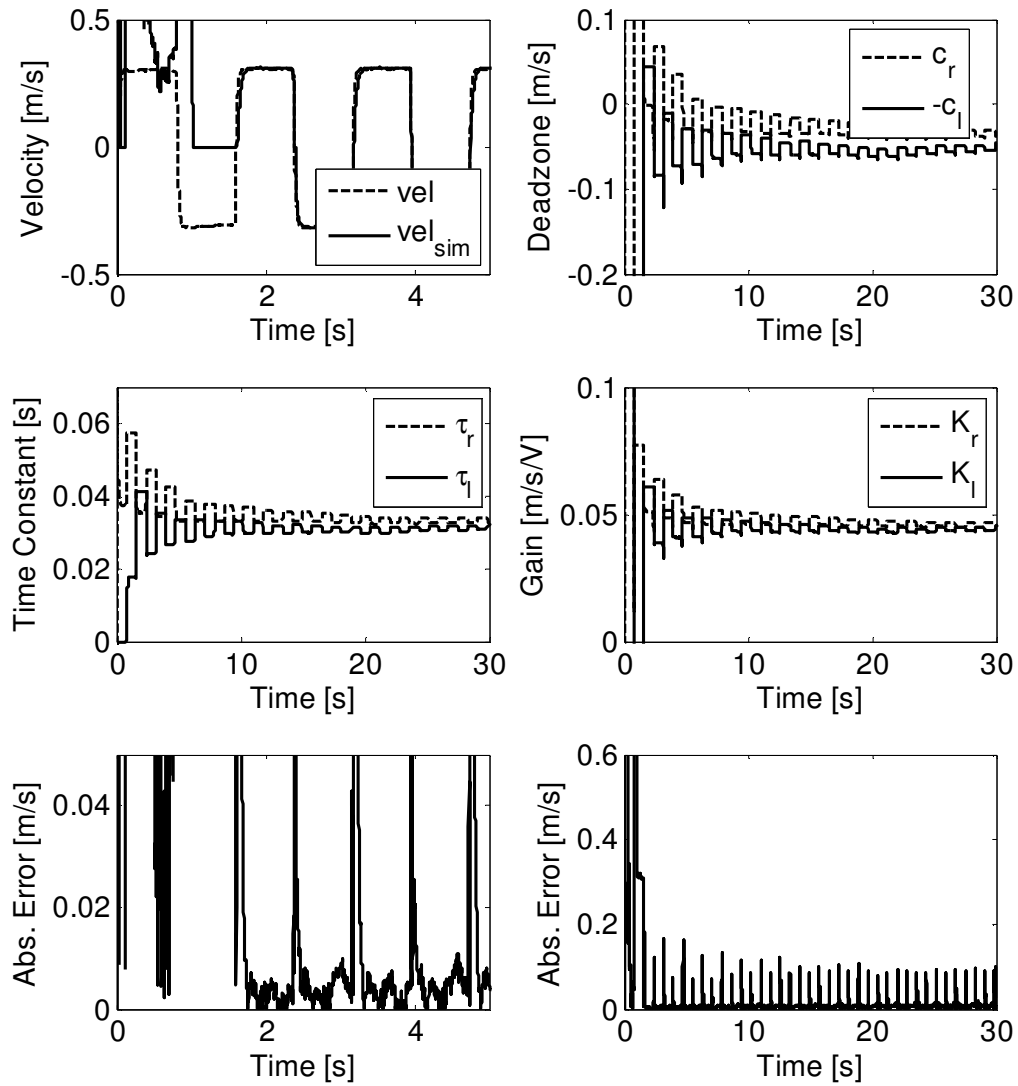 0.5
0
-0.5
Velocity [m/s]
vel
vel_sim
0 2 4
Time [s]
0.1
0
-0.1
-0.2
Deadzone [m/s]
c_r
-c_l
0 10 20 30
Time [s]
0.06
0.04
0.02
0
Time Constant [s]
τ_r
τ_l
0 10 20 30
Time [s]
0.1
0.05
0
Gain [m/s/V]
K_r
K_l
0 10 20 30
Time [s]
0.04
0.02
0
Abs. Error [m/s]
0 2 4
Time [s]
0.6
0.4
0.2
0
Abs. Error [m/s]
0 10 20 30
Time [s]